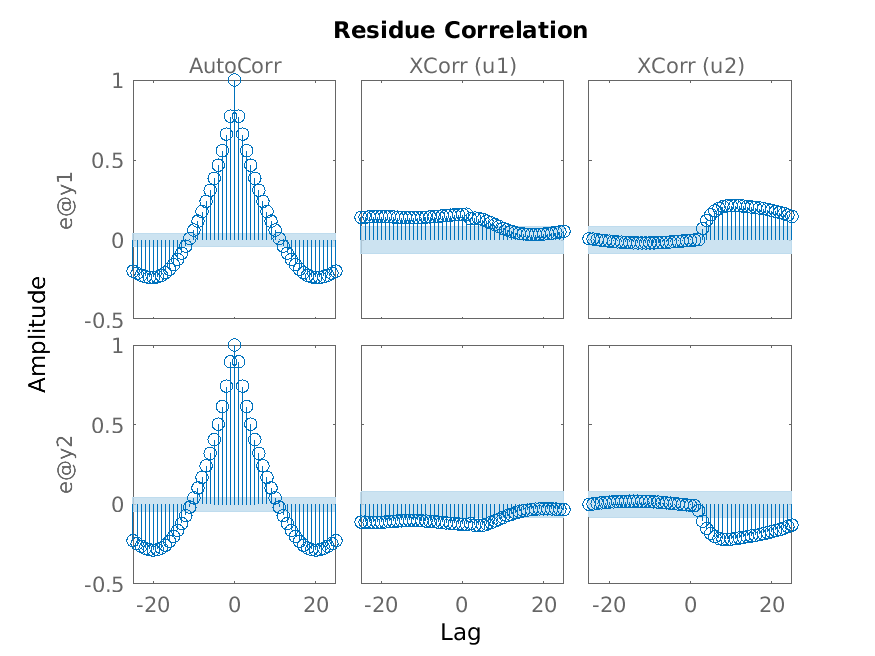 Residue Correlation
AutoCorr
XCorr (u1)
XCorr (u2)
e@y1
1
0.5
0
-0.5
e@y2
1
0.5
0
-0.5
Amplitude
-20 0 20
-20 0 20
-20 0 20
Lag